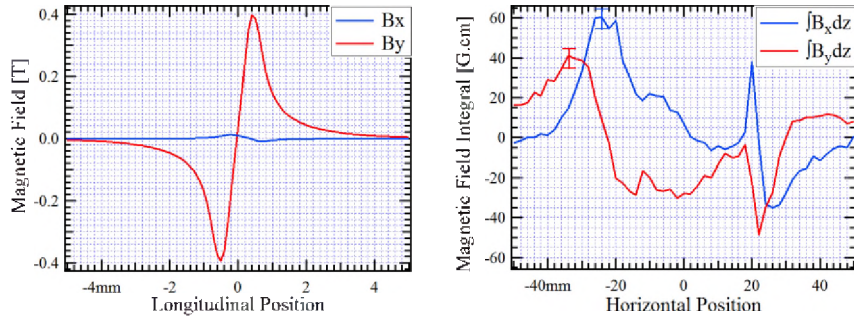 Bx
By
0.4
0.2
0.0
-0.2
-0.4
Magnetic Field [T]
-4mm -2 0 2 4
Longitudinal Position
∫Bxdz
∫Bydz
60
40
20
0
-20
-40
-60
Magnetic Field Integral [G.cm]
-40mm -20 0 20 40
Horizontal Position